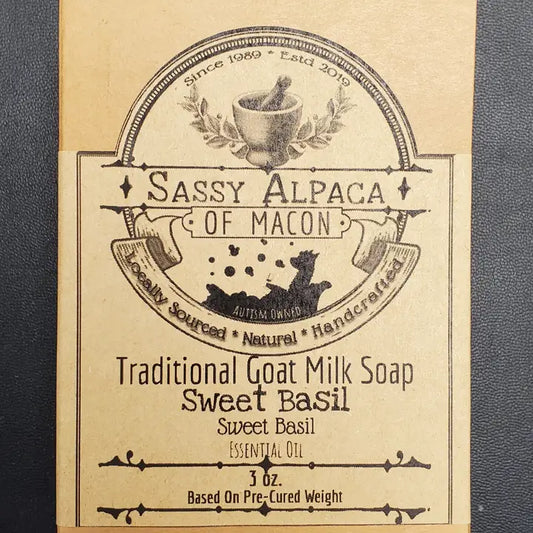 Since 1989 * Estd 2019
SASSY ALPACA
OF MACON
AUTISM OWNED
Locally Sourced * Natural * Handcrafted
Traditional Goat Milk Soap
Sweet Basil
Sweet Basil
ESSENTIAL OIL
3 oz.
Based On Pre-Cured Weight